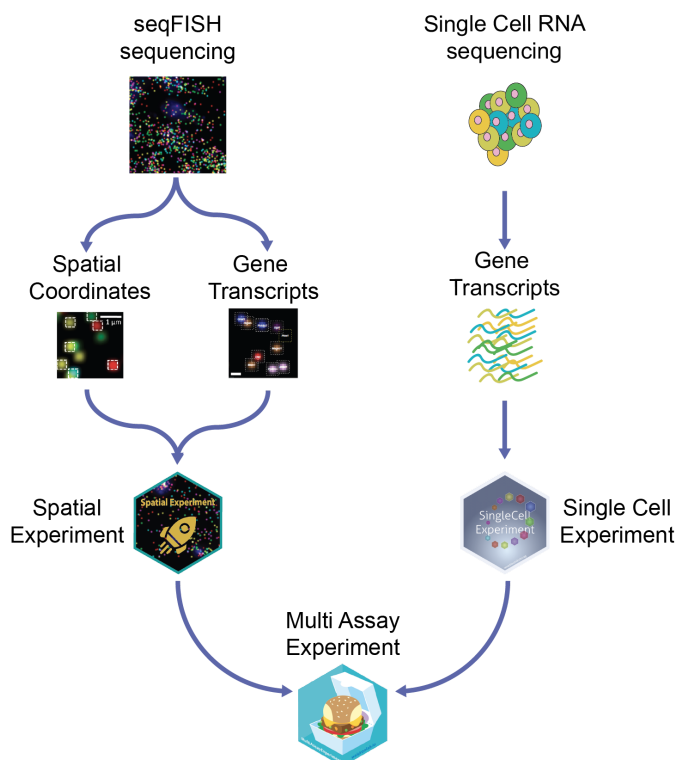 seqFISH
sequencing
Single Cell RNA
sequencing
Spatial
Coordinates
Gene
Transcripts
Gene
Transcripts
1 µm
Spatial
Experiment
Spatial Experiment
SingleCell
Experiment
Single Cell
Experiment
Multi Assay
Experiment